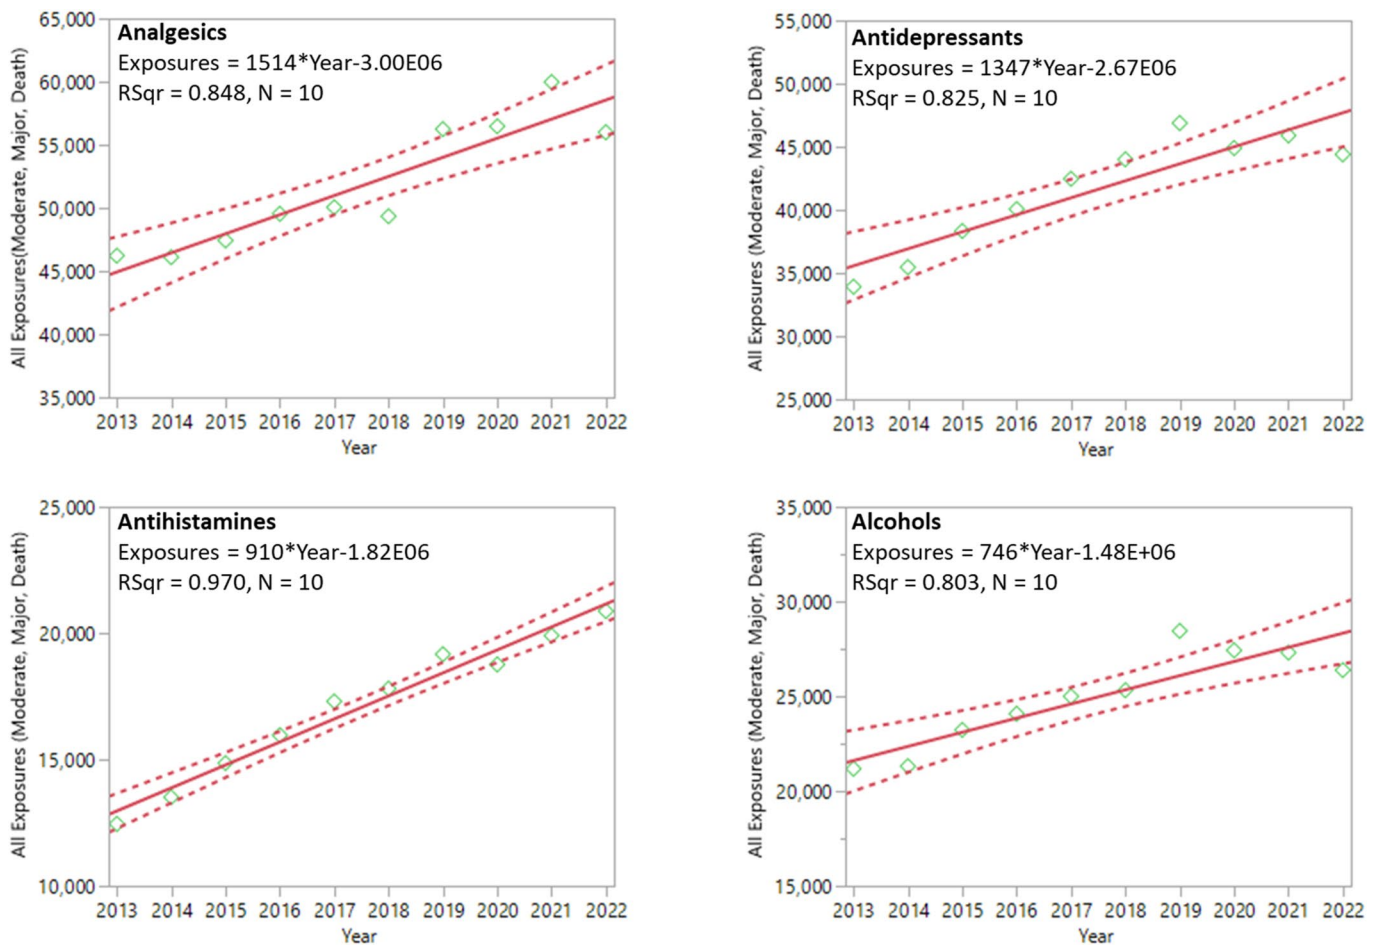 65,000
60,000
55,000
50,000
45,000
40,000
35,000
All Exposures(Moderate, Major, Death)
Analgesics
Exposures = 1514*Year-3.00E06
RSqr = 0.848, N = 10
2013 2014 2015 2016 2017 2018 2019 2020 2021 2022
Year
55,000
50,000
45,000
40,000
35,000
30,000
25,000
All Exposures (Moderate, Major, Death)
Antidepressants
Exposures = 1347*Year-2.67E06
RSqr = 0.825, N = 10
2013 2014 2015 2016 2017 2018 2019 2020 2021 2022
Year
25,000
20,000
15,000
10,000
All Exposures (Moderate, Major, Death)
Antihistamines
Exposures = 910*Year-1.82E06
RSqr = 0.970, N = 10
2013 2014 2015 2016 2017 2018 2019 2020 2021 2022
Year
35,000
30,000
25,000
20,000
15,000
All Exposures (Moderate, Major, Death)
Alcohols
Exposures = 746*Year-1.48E+06
RSqr = 0.803, N = 10
2013 2014 2015 2016 2017 2018 2019 2020 2021 2022
Year